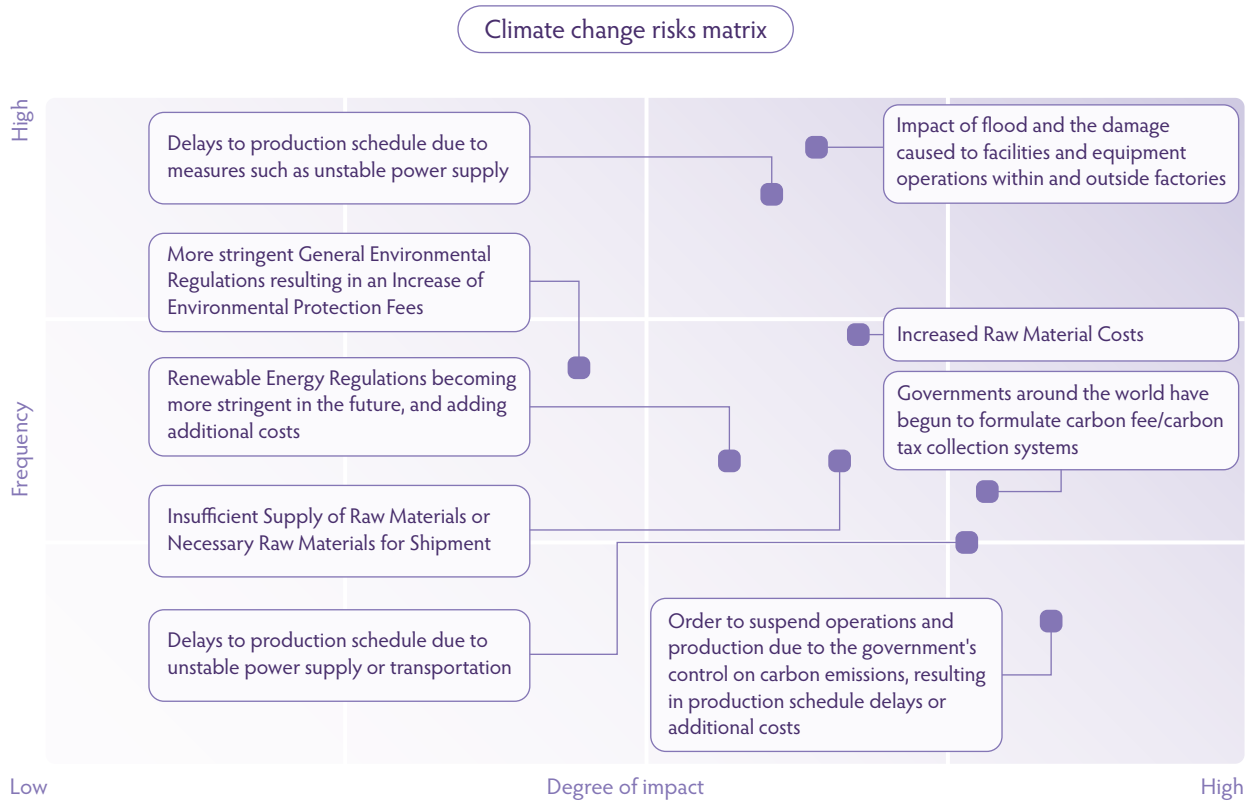 Climate change risks matrix
High
Delays to production schedule due to
measures such as unstable power supply
Impact of flood and the damage
caused to facilities and equipment
operations within and outside factories
More stringent General Environmental
Regulations resulting in an Increase of
Environmental Protection Fees
Increased Raw Material Costs
Renewable Energy Regulations becoming
more stringent in the future, and adding
additional costs
Governments around the world have
begun to formulate carbon fee/carbon
tax collection systems
Frequency
Insufficient Supply of Raw Materials or
Necessary Raw Materials for Shipment
Delays to production schedule due to
unstable power supply or transportation
Order to suspend operations and
production due to the government's
control on carbon emissions, resulting
in production schedule delays or
additional costs
Low
Degree of impact
High